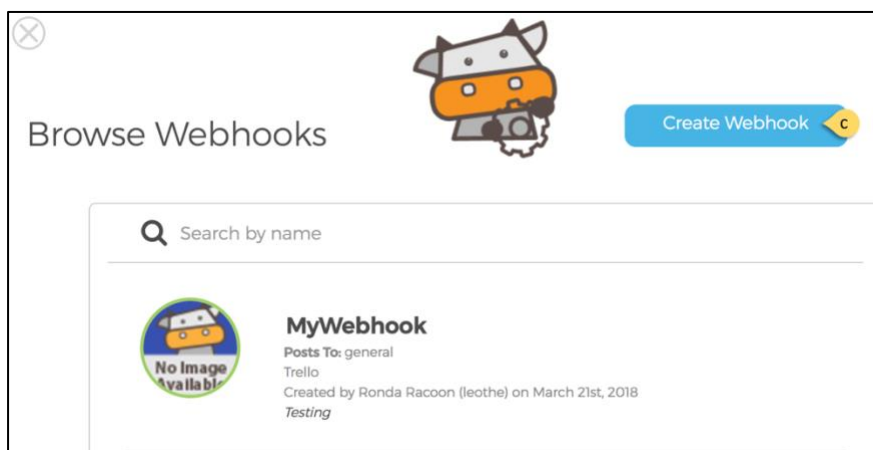 Browse Webhooks
Create Webhook
C
Search by name
No Image
Available
MyWebhook
Posts To: general
Trello
Created by Ronda Racoon (leothe) on March 21st, 2018
Testing